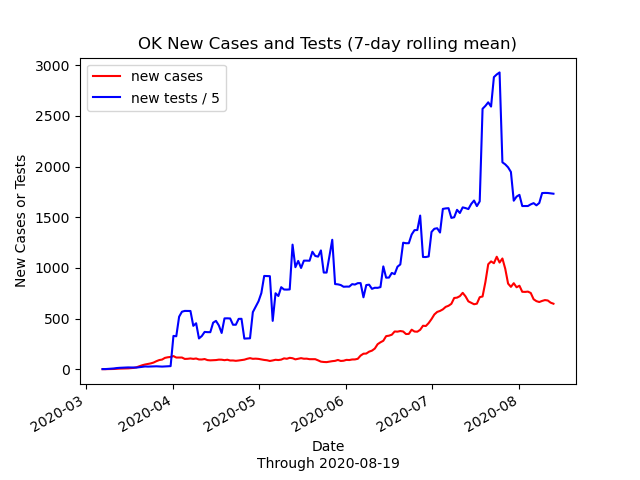 OK New Cases and Tests (7-day rolling mean)
new cases
new tests / 5
New Cases or Tests
3000
2500
2000
1500
1000
500
0
2020-03
2020-04
2020-05
2020-06
2020-07
2020-08
Date
Through 2020-08-19